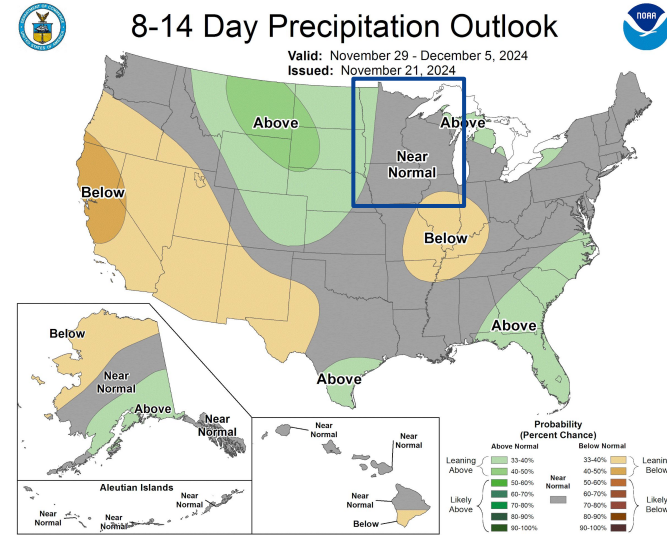 8-14 Day Precipitation Outlook
Valid: November 29 - December 5, 2024
Issued: November 21, 2024
NOAA
Above
Above
Near
Normal
Below
Below
Above
Above
Below
Near
Normal
Above
Near
Normal
Aleutian Islands
Near
Normal
Near
Normal
Near
Normal
Near
Normal
Near
Normal
Near
Normal
Below
Probability
(Percent Chance)
Above Normal
Below Normal
Leaning
Above
33-40%
40-50%
Likely
Above
50-60%
60-70%
70-80%
80-90%
90-100%
Near
Normal
33-40%
40-50%
50-60%
60-70%
70-80%
80-90%
90-100%
Leanin
Below
Likely
Below